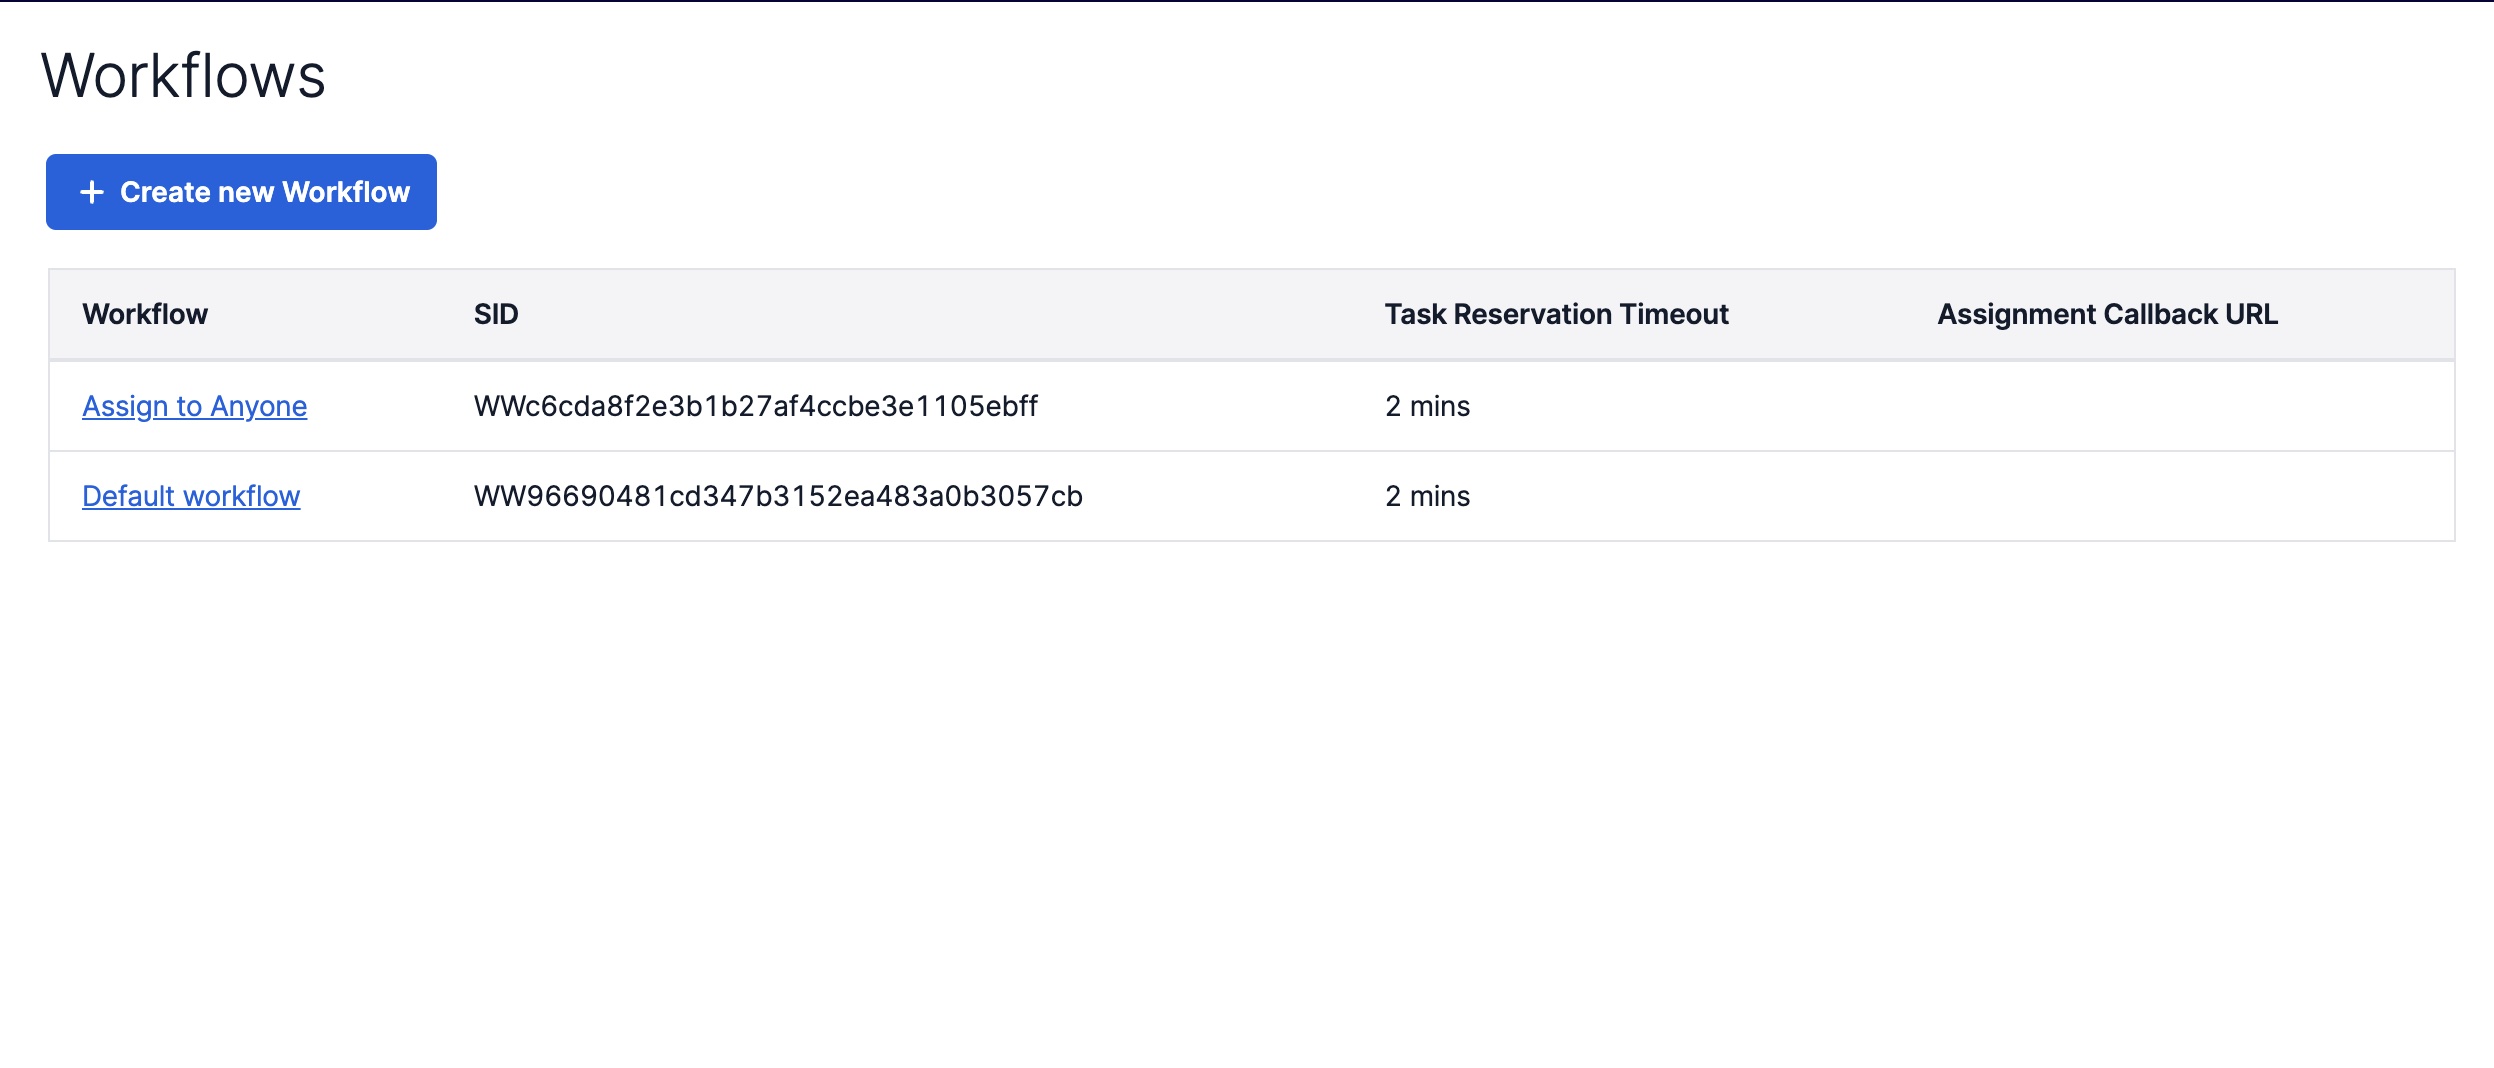 Workflows
Create new Workflow
Workflow SID Task Reservation Timeout Assignment Callback URL
Assign to Anyone WWc6cda8f2e3b1b27af4ccbe3e1105ebff 2 mins
Default workflow WW96690481cd347b3152ea483a0b3057cb 2 mins